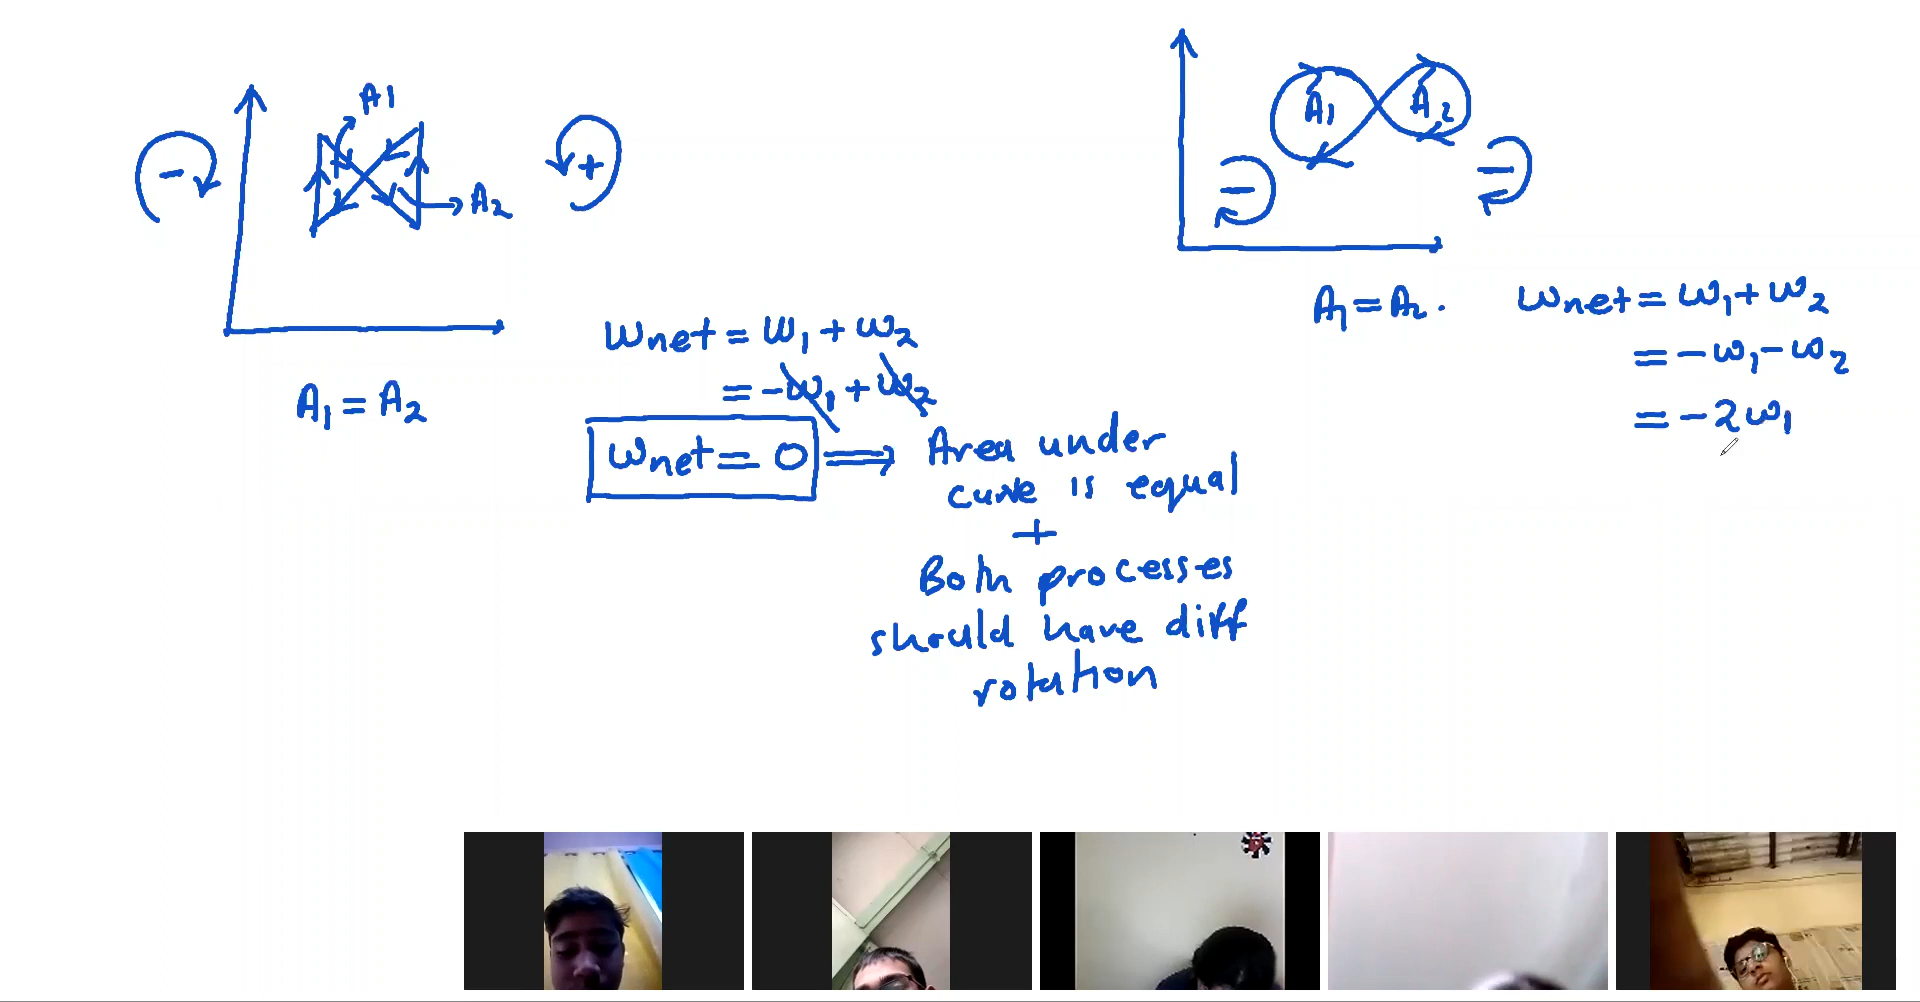 A1
A2
-
+
A1 = A2
Wnet = W1 + W2
= -W1 + W2
Wnet = 0 ⟹ Area under
curve is equal
+
Both processes
should have diff
rotation
A1
A2
-
-
A1 = A2.
Wnet = W1 + W2
= -W1 - W2
= -2W1